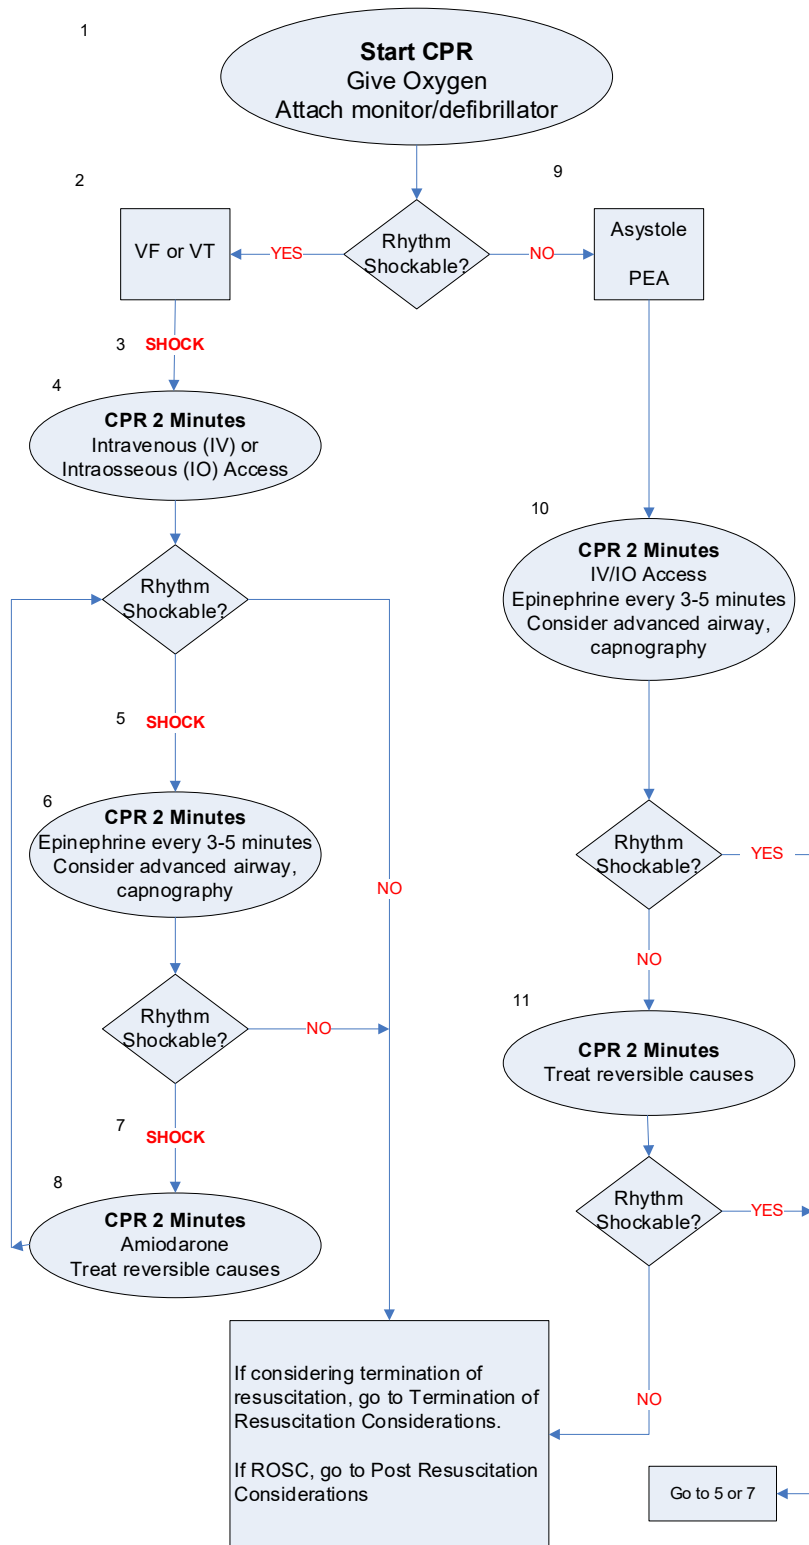 1
Start CPR
Give Oxygen
Attach monitor/defibrillator
2
VF or VT
YES
Rhythm
Shockable?
NO
9
Asystole
PEA
3
SHOCK
4
CPR 2 Minutes
Intravenous (IV) or
Intraosseous (IO) Access
Rhythm
Shockable?
5
SHOCK
6
CPR 2 Minutes
Epinephrine every 3-5 minutes
Consider advanced airway,
capnography
NO
Rhythm
Shockable?
NO
7
SHOCK
8
CPR 2 Minutes
Amiodarone
Treat reversible causes
10
CPR 2 Minutes
IV/IO Access
Epinephrine every 3-5 minutes
Consider advanced airway,
capnography
Rhythm
Shockable?
YES
NO
11
CPR 2 Minutes
Treat reversible causes
Rhythm
Shockable?
YES
NO
If considering termination of
resuscitation, go to Termination of
Resuscitation Considerations.
If ROSC, go to Post Resuscitation
Considerations
Go to 5 or 7